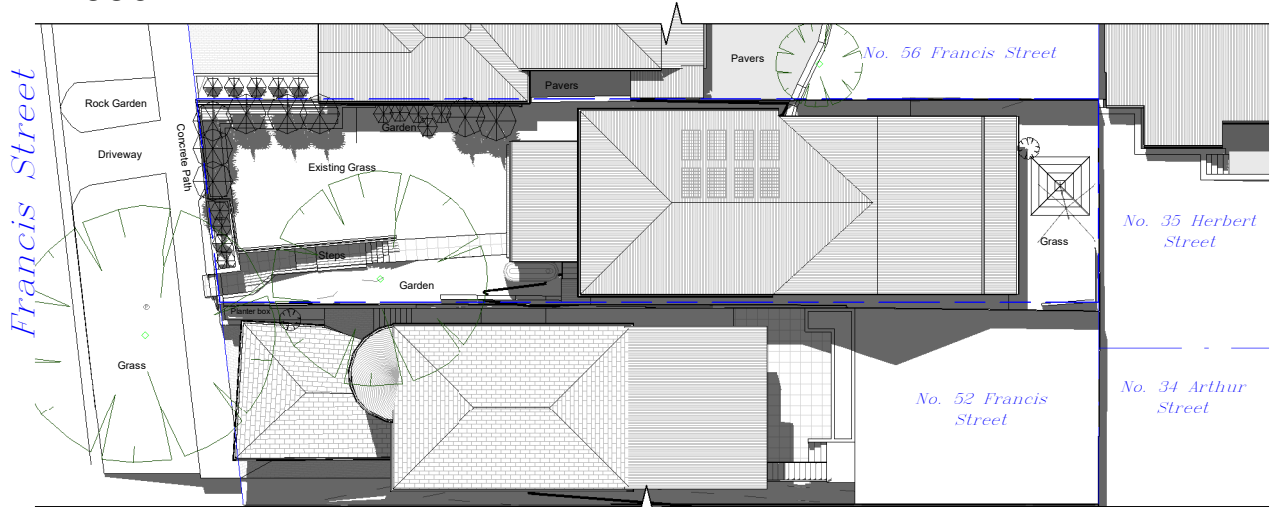 Pavers
No. 56 Francis Street
Pavers
Rock Garden
Garden
Driveway
Concrete Path
Existing Grass
Francis Street
No. 35 Herbert
Street
Grass
Steps
Garden
Planter box
Grass
No. 52 Francis
Street
No. 34 Arthur
Street